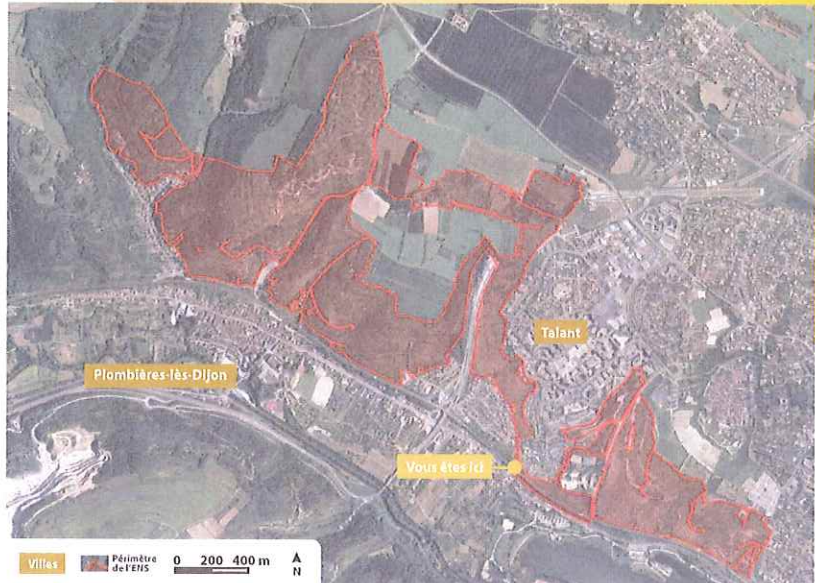 Talant
Plombières-lès-Dijon
Vous êtes ici
Villes
Périmètre
de l'ENS
0 200 400 m
N